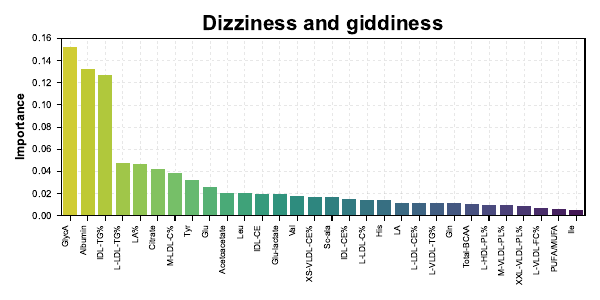 Dizziness and giddiness
Importance
0.16
0.14
0.12
0.10
0.08
0.06
0.04
0.02
0.00
GlycA
Albumin
IDL-TG%
L-LDL-TG%
LA%
Citrate
M-LDL-C%
Tyr
Glu
Acetoacetate
Leu
IDL-CE
Glu-lactate
Val
XS-VLDL-CE%
Sc-ala
IDL-CE%
L-LDL-C%
His
LA
L-LDL-CE%
L-VLDL-TG%
Gln
Total-BCAA
L-HDL-PL%
M-VLDL-PL%
XXL-VLDL-PL%
L-VLDL-FC%
PUFA/MUFA
Ile